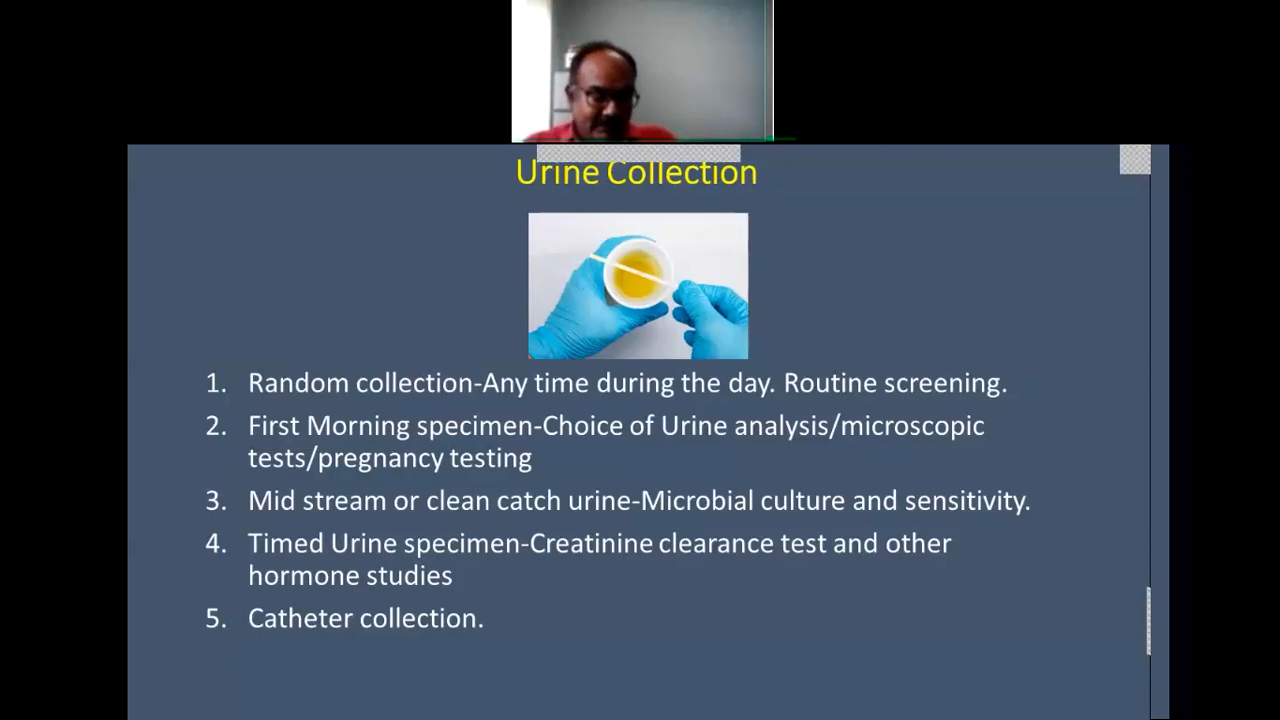 Urine Collection
1. Random collection-Any time during the day. Routine screening.
2. First Morning specimen-Choice of Urine analysis/microscopic
tests/pregnancy testing
3. Mid stream or clean catch urine-Microbial culture and sensitivity.
4. Timed Urine specimen-Creatinine clearance test and other
hormone studies
5. Catheter collection.